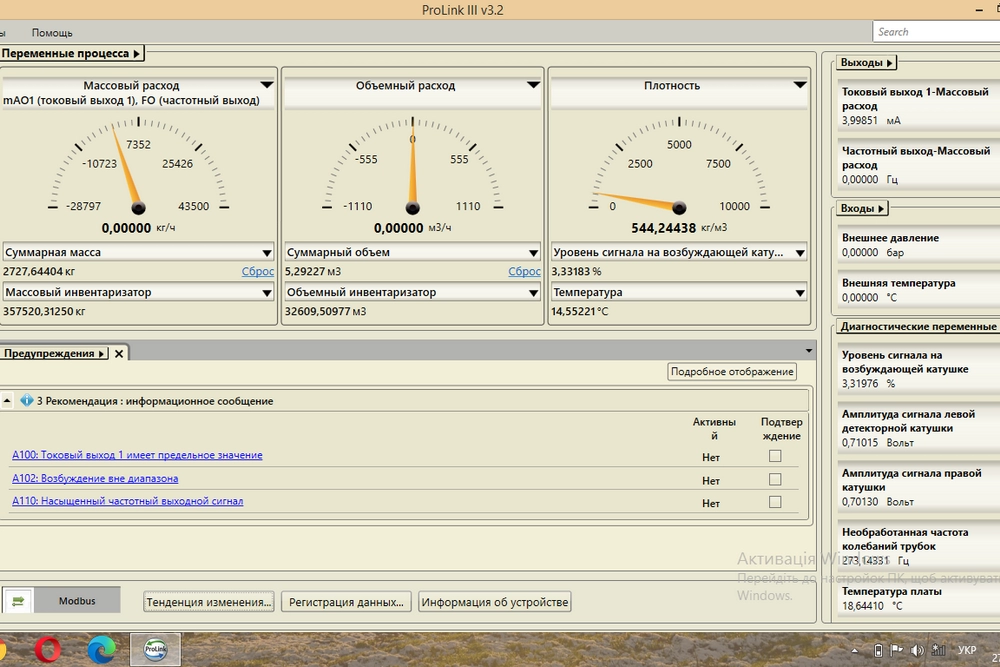 ProLink III v3.2
ы Помощь
Search
Переменные процесса
Массовый расход
mAO1 (токовый выход 1), FO (частотный выход)
-28797
-10723
7352
25426
43500
0,00000 кг/ч
Суммарная масса
2727,64404 кг Сброс
Массовый инвентаризатор
357520,31250 кг
Объемный расход
-1110
-555
0
555
1110
0,00000 м3/ч
Суммарный объем
5,29227 м3 Сброс
Объемный инвентаризатор
32609,50977 м3
Плотность
0
2500
5000
7500
10000
544,24438 кг/м3
Уровень сигнала на возбуждающей кату...
3,33183 %
Температура
14,55221 °C
Предупреждения
Подробное отображение
3 Рекомендация : информационное сообщение
Активны
й
Подтвер
ждение
A100: Токовый выход 1 имеет предельное значение Нет
A102: Возбуждение вне диапазона Нет
A110: Насыщенный частотный выходной сигнал Нет
Выходы
Токовый выход 1-Массовый
расход
3,99851 мА
Частотный выход-Массовый
расход
0,00000 Гц
Входы
Внешнее давление
0,00000 бар
Внешняя температура
0,00000 °C
Диагностические переменные
Уровень сигнала на
возбуждающей катушке
3,31976 %
Амплитуда сигнала левой
детекторной катушки
0,71015 Вольт
Амплитуда сигнала правой
катушки
0,70130 Вольт
Необработанная частота
колебаний трубок
273,14331 Гц
Температура платы
18,64410 °C
Активація Windows
Перейдіть до настройок ПК, щоб активувати
Windows.
Modbus
Тенденция изменения...
Регистрация данных...
Информация об устройстве
ProLink
УКР